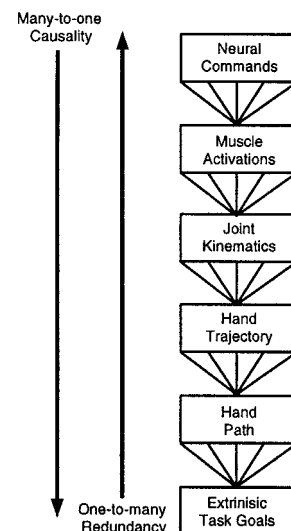 Many-to-one
Causality
Neural
Commands
Muscle
Activations
Joint
Kinematics
Hand
Trajectory
Hand
Path
One-to-many
Redundancy
Extrinisic
Task Goals